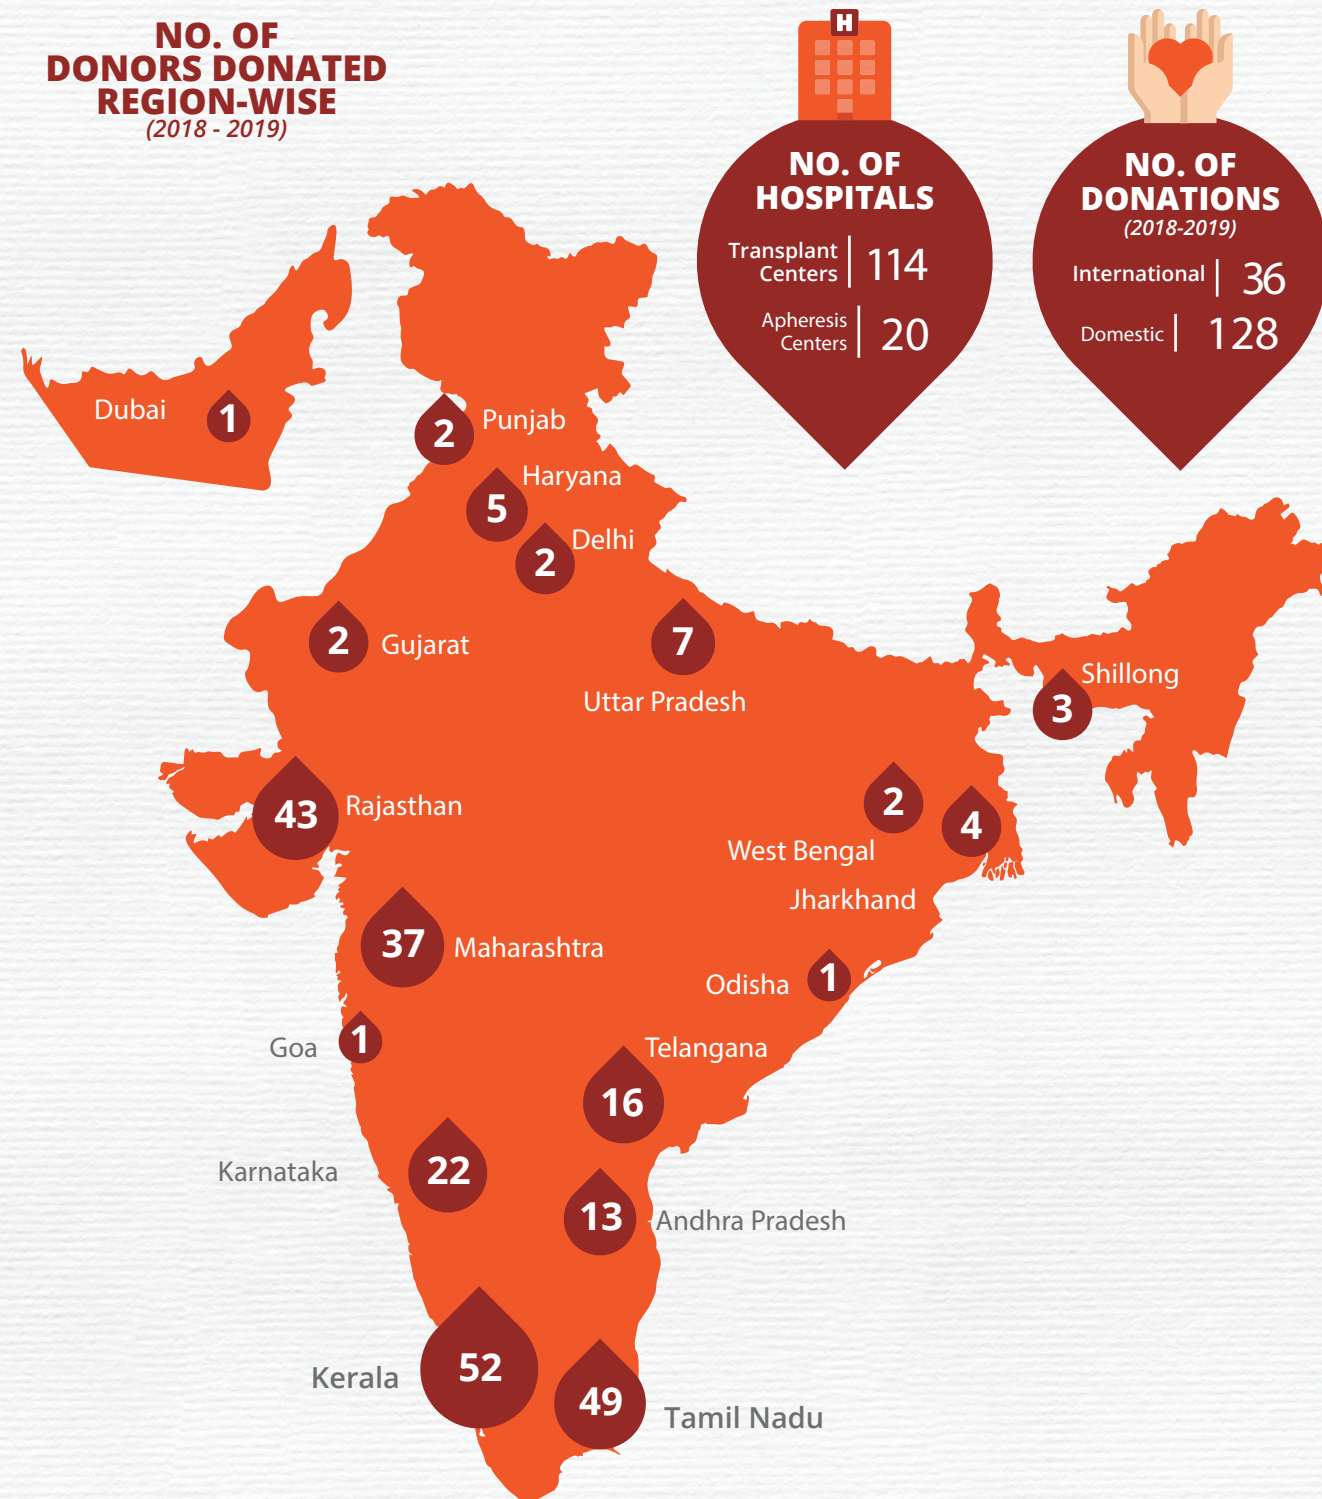 NO. OF
DONORS DONATED
REGION-WISE
(2018 - 2019)
H
NO. OF
HOSPITALS
Transplant
Centers
114
Apheresis
Centers
20
NO. OF
DONATIONS
(2018-2019)
International
36
Domestic
128
Dubai
1
2
Punjab
Haryana
5
Delhi
2
2
Gujarat
7
Uttar Pradesh
Shillong
3
43
Rajasthan
2
4
West Bengal
Jharkhand
37
Maharashtra
Odisha
1
Goa
1
Telangana
16
Karnataka
22
13
Andhra Pradesh
Kerala
52
49
Tamil Nadu